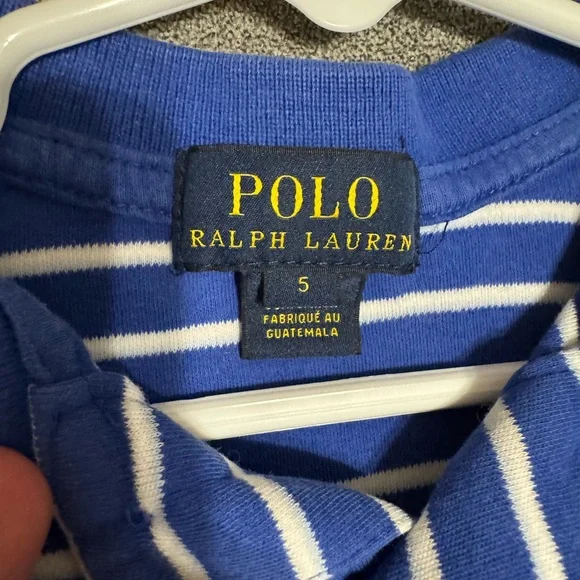 POLO
RALPH LAUREN
5
FABRIQUÉ AU
GUATEMALA